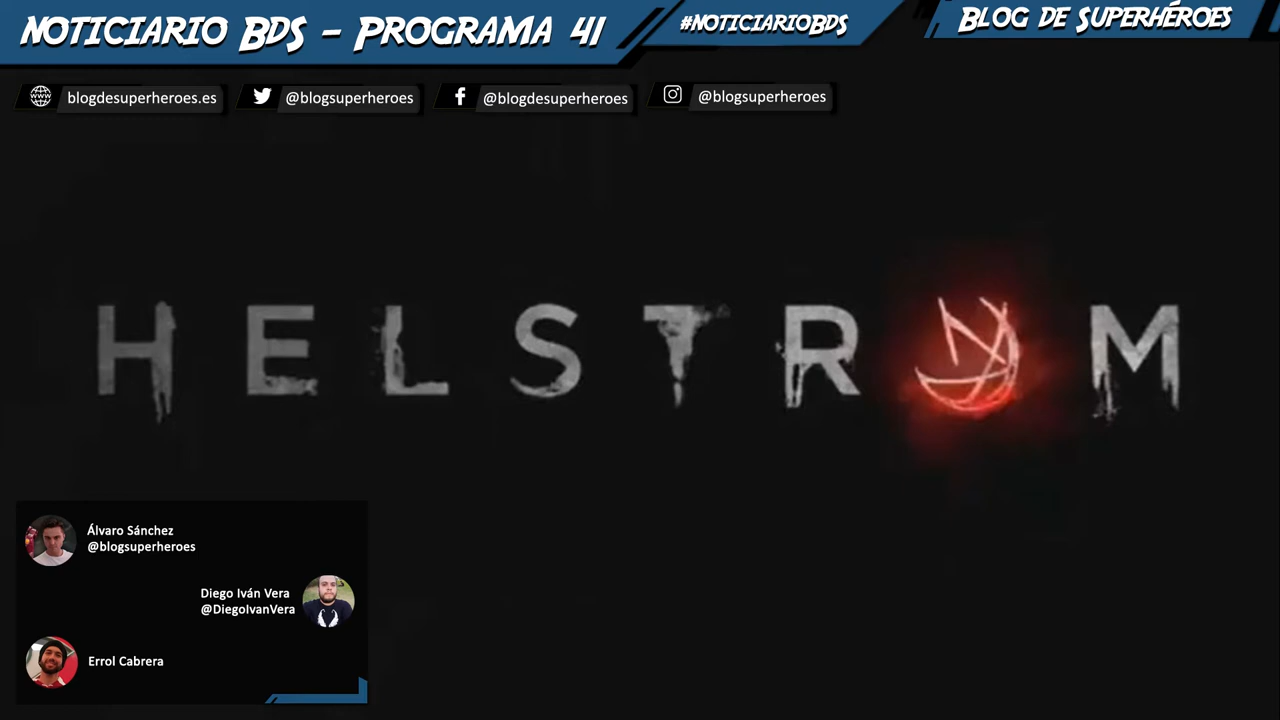 NOTICIARIO BDS - PROGRAMA 41
#NOTICIARIOBDS
BLOG DE SUPERHÉROES
www
blogdesuperheroes.es
@blogsuperheroes
@blogdesuperheroes
@blogsuperheroes
HELSTROM
Álvaro Sánchez
@blogsuperheroes
Diego Iván Vera
@DiegoIvanVera
Errol Cabrera